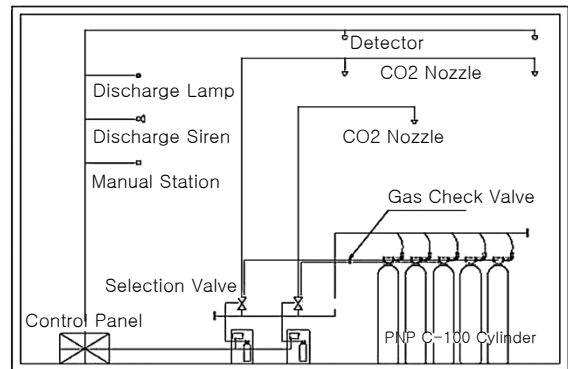 Detector
CO2 Nozzle
Discharge Lamp
Discharge Siren
CO2 Nozzle
Manual Station
Gas Check Valve
Selection Valve
Control Panel
PNP C-100 Cylinder